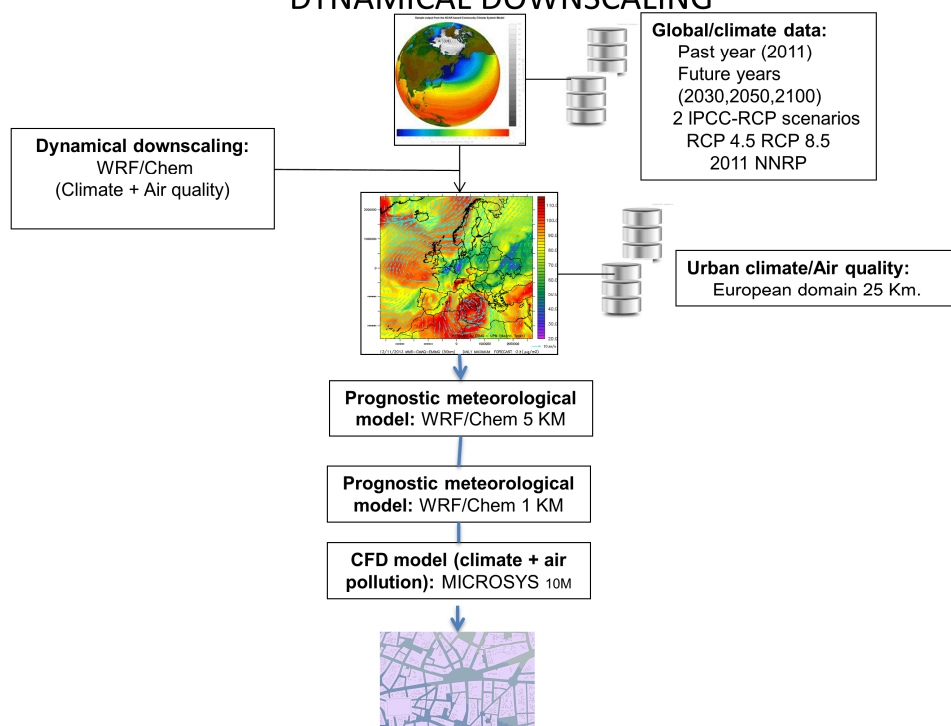 DYNAMICAL DOWNSCALING
Global/climate data:
Past year (2011)
Future years
(2030,2050,2100)
2 IPCC-RCP scenarios
RCP 4.5 RCP 8.5
2011 NNRP
Dynamical downscaling:
WRF/Chem
(Climate + Air quality)
Urban climate/Air quality:
European domain 25 Km.
Prognostic meteorological
model: WRF/Chem 5 KM
Prognostic meteorological
model: WRF/Chem 1 KM
CFD model (climate + air
pollution): MICROSYS 10M